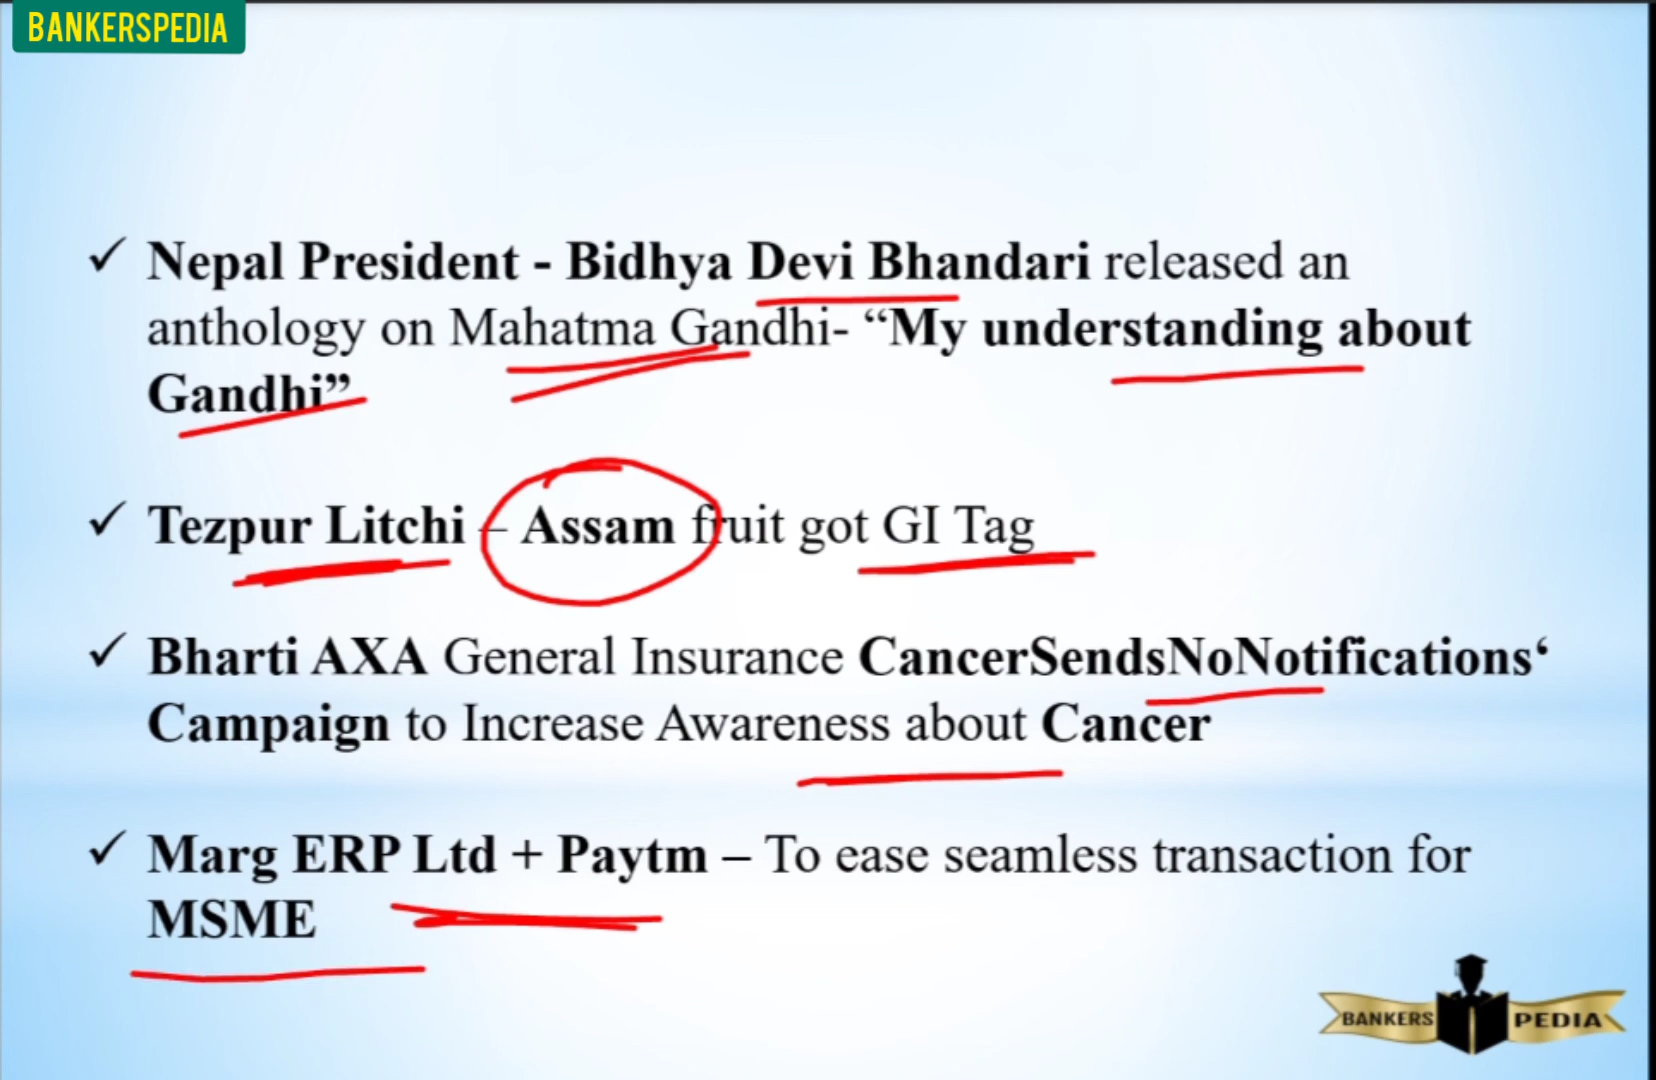 BANKERSPEDIA
✓ Nepal President - Bidhya Devi Bhandari released an
anthology on Mahatma Gandhi- “My understanding about
Gandhi”
✓ Tezpur Litchi – Assam fruit got GI Tag
✓ Bharti AXA General Insurance CancerSendsNoNotifications‘
Campaign to Increase Awareness about Cancer
✓ Marg ERP Ltd + Paytm – To ease seamless transaction for
MSME
BANKERS PEDIA